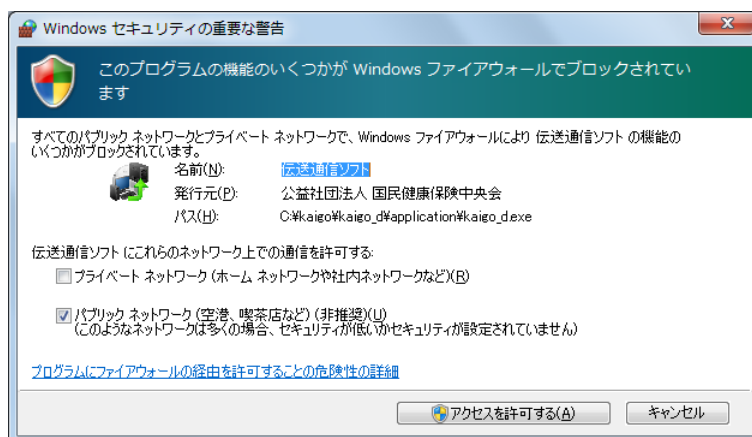 Windows セキュリティの重要な警告
このプログラムの機能のいくつかが Windows ファイアウォールでブロックされてい
ます
すべてのパブリック ネットワークとプライベート ネットワークで、Windows ファイアウォールにより 伝送通信ソフト の機能の
いくつかがブロックされています。
名前(N): 伝送通信ソフト
発行元(P): 公益社団法人 国民健康保険中央会
パス(H): C:¥kaigo¥kaigo_d¥application¥kaigo_d.exe
伝送通信ソフト にこれらのネットワーク上での通信を許可する:
プライベート ネットワーク (ホーム ネットワークや社内ネットワークなど)(R)
パブリック ネットワーク (空港、喫茶店など) (非推奨)(U)
(このようなネットワークは多くの場合、セキュリティが低いかセキュリティが設定されていません)
プログラムにファイアウォールの経由を許可することの危険性の詳細
アクセスを許可する(A) キャンセル